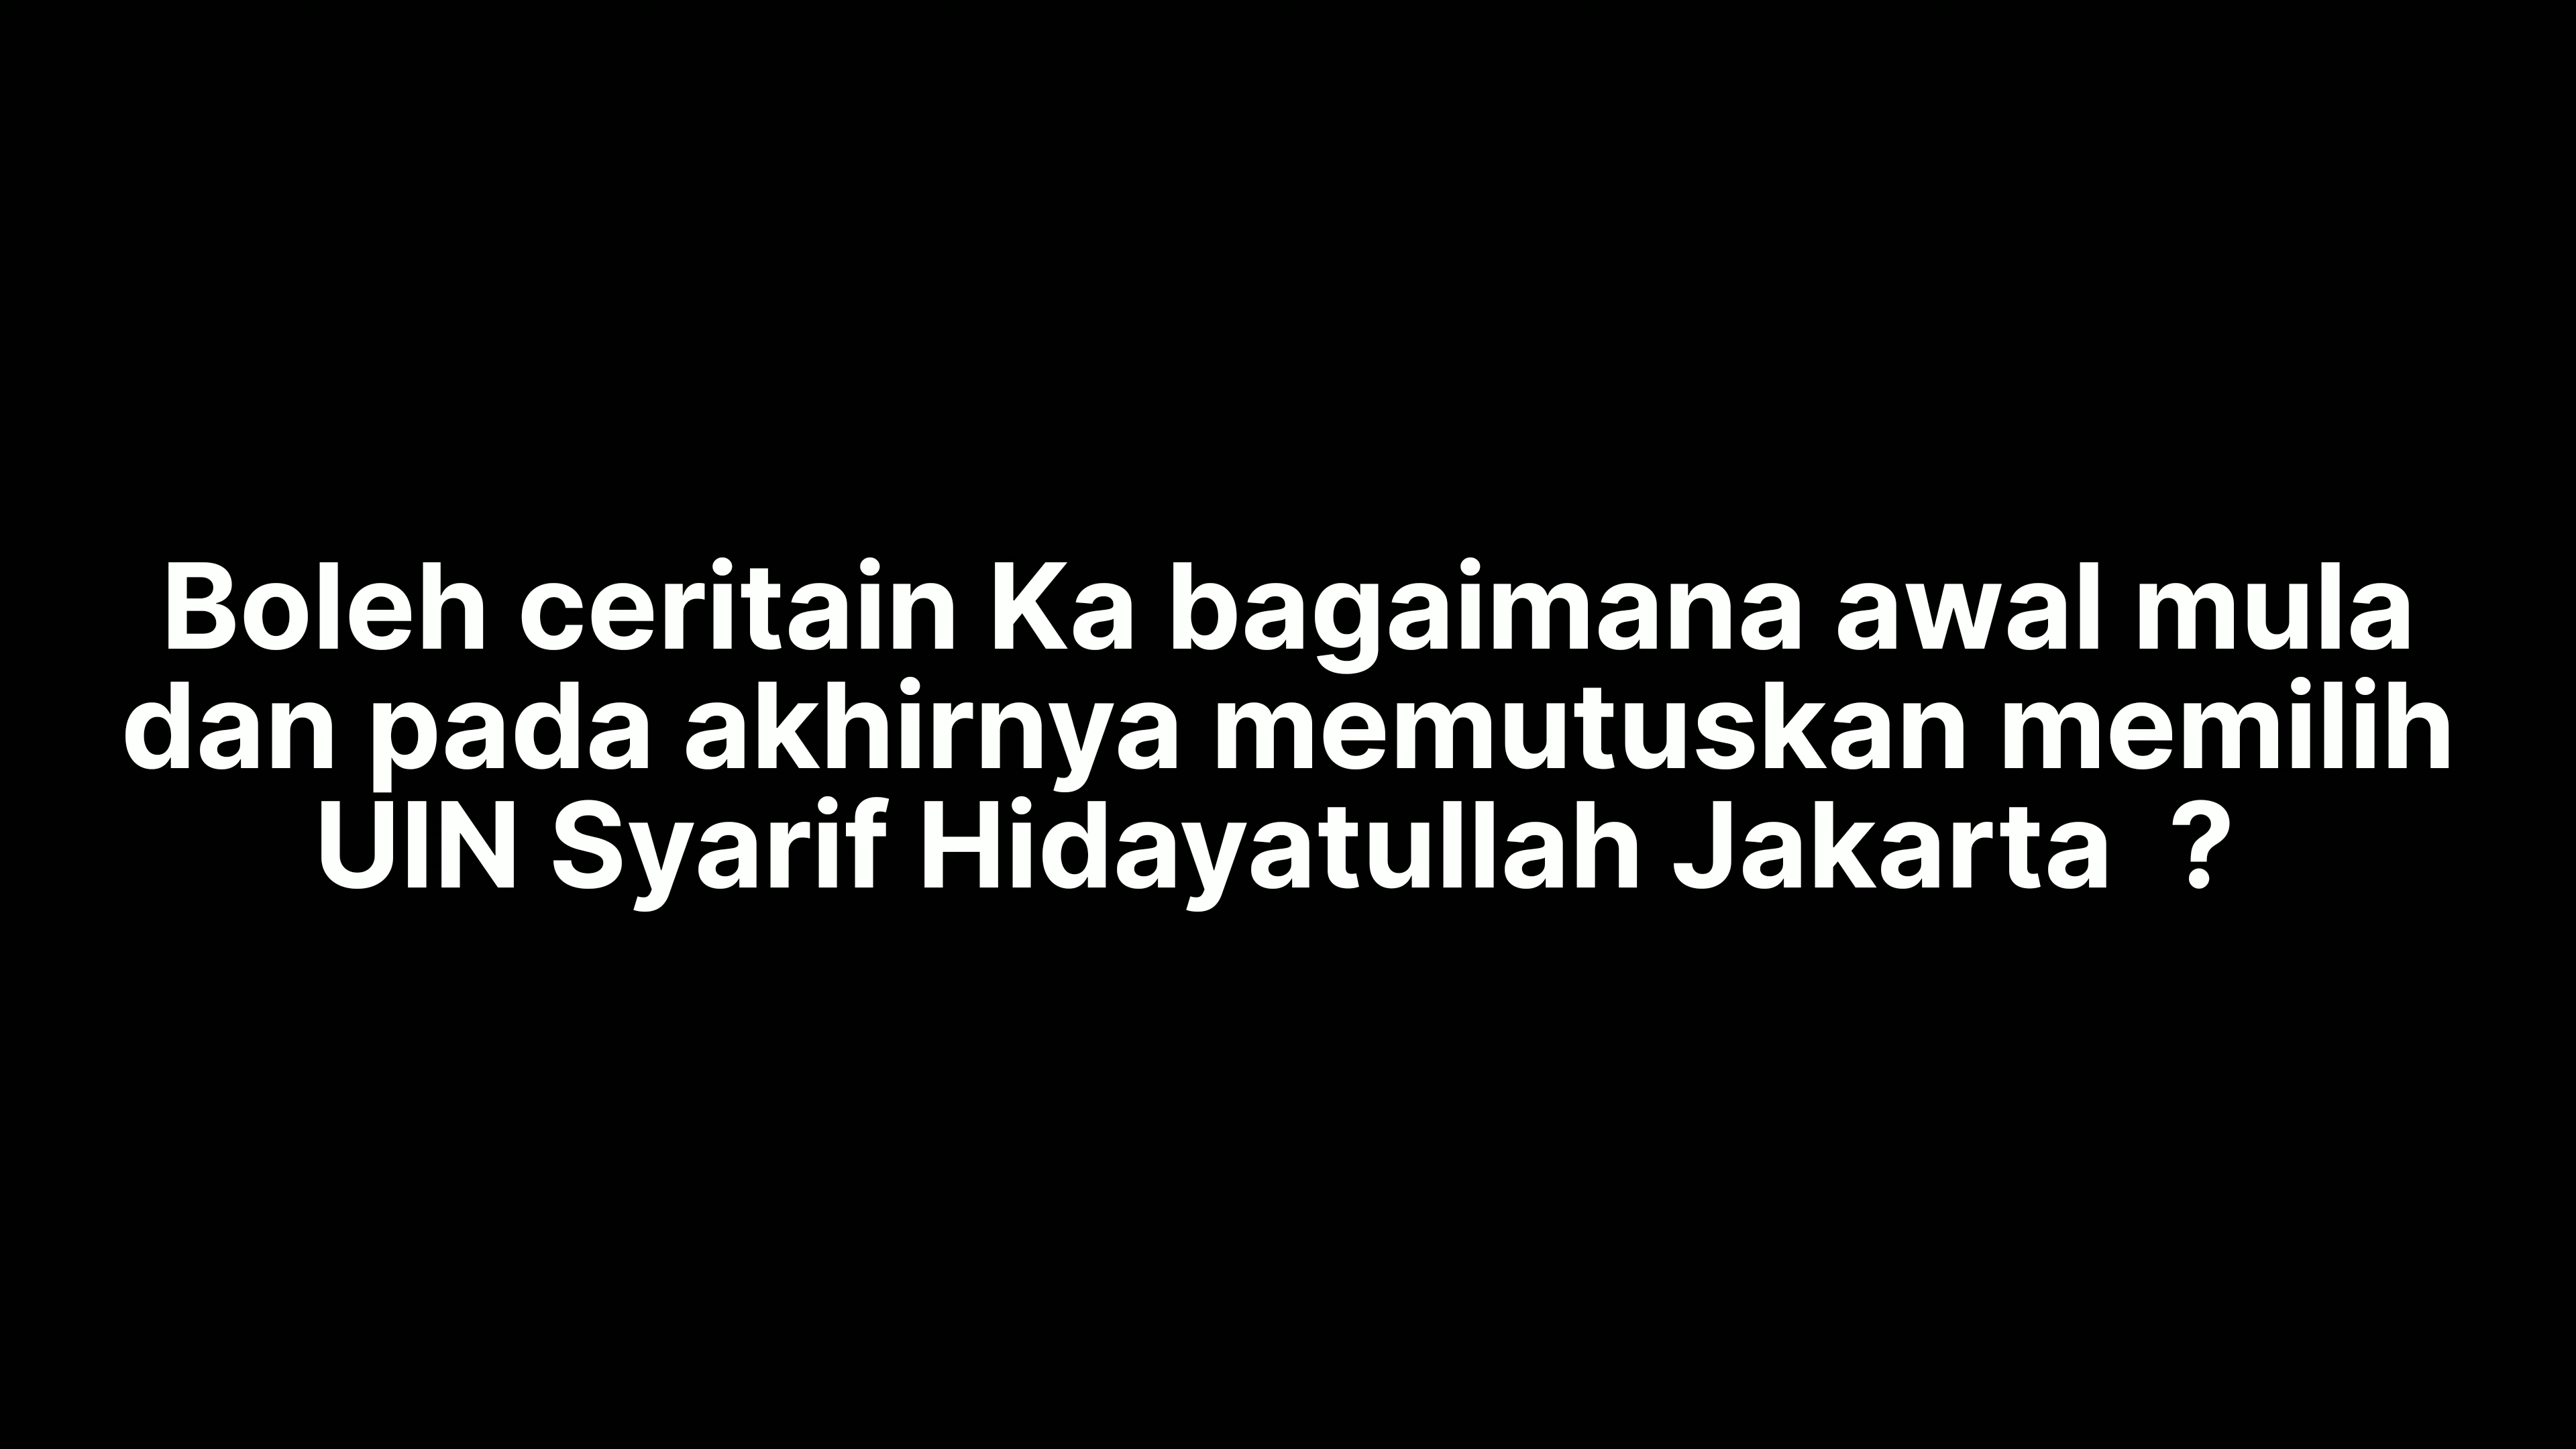 Boleh ceritain Ka bagaimana awal mula
dan pada akhirnya memutuskan memilih
UIN Syarif Hidayatullah Jakarta  ?